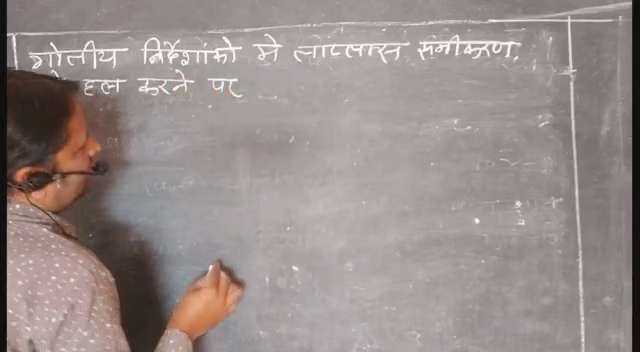 गोलीय निर्देशांको मे लाप्लास समीकरण
हल करने पर